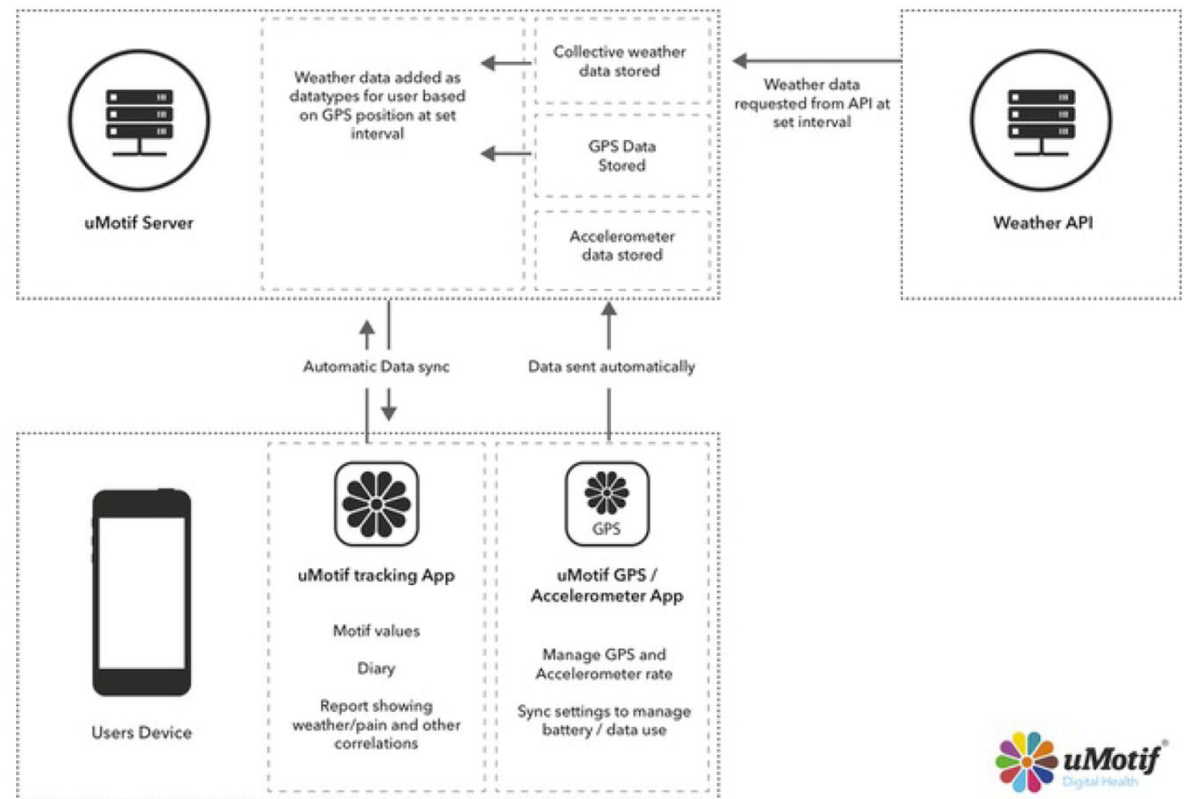 Weather data added as
datatypes for user based
on GPS position at set
interval
Collective weather
data stored
GPS Data
Stored
Accelerometer
data stored
uMotif Server
Weather data
requested from API at
set interval
Weather API
Automatic Data sync
Data sent automatically
Users Device
uMotif tracking App
Motif values
Diary
Report showing
weather/pain and other
correlations
GPS
uMotif GPS /
Accelerometer App
Manage GPS and
Accelerometer rate
Sync settings to manage
battery / data use
uMotif®
Digital Health